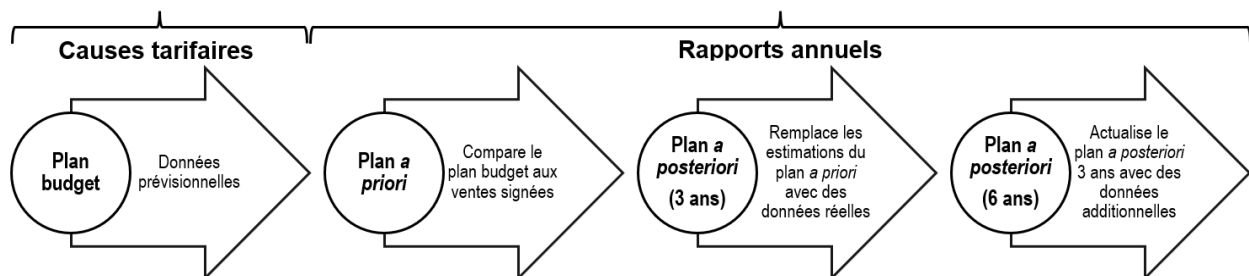 Causes tarifaires
Rapports annuels
Plan
budget
Données
prévisionnelles
Plan a
priori
Compare le
plan budget aux
ventes signées
Plan a
posteriori
(3 ans)
Remplace les
estimations du
plan a priori
avec des
données réelles
Plan a
posteriori
(6 ans)
Actualise le
plan a posteriori
3 ans avec des
données
additionnelles